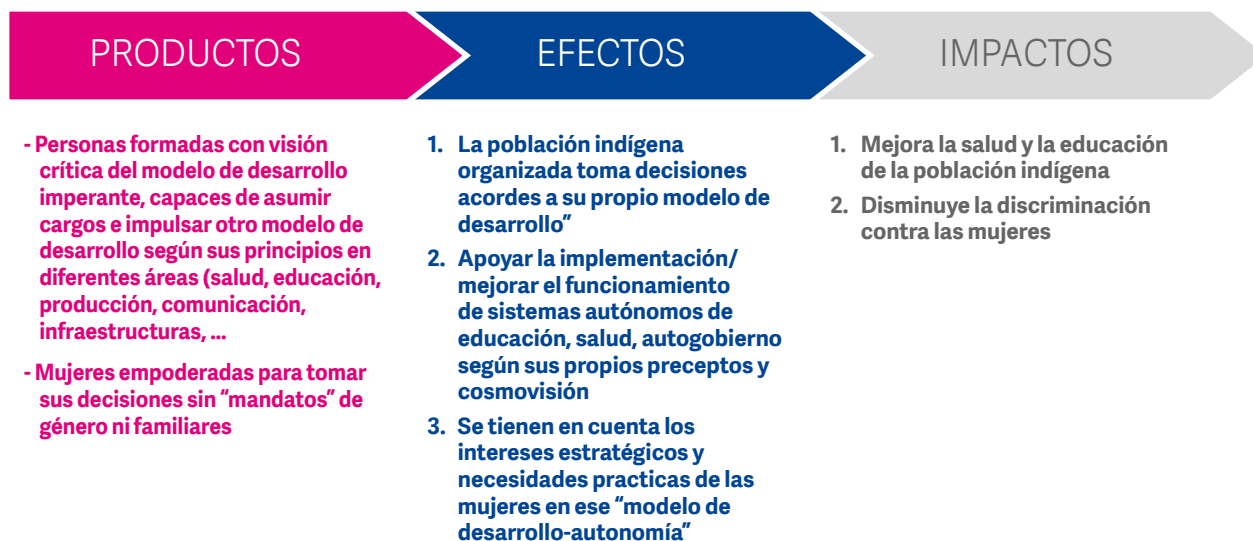 PRODUCTOS
EFECTOS
IMPACTOS
- Personas formadas con visión
crítica del modelo de desarrollo
imperante, capaces de asumir
cargos e impulsar otro modelo de
desarrollo según sus principios en
diferentes áreas (salud, educación,
producción, comunicación,
infraestructuras, ...
- Mujeres empoderadas para tomar
sus decisiones sin “mandatos” de
género ni familiares
1. La población indígena
organizada toma decisiones
acordes a su propio modelo de
desarrollo”
2. Apoyar la implementación/
mejorar el funcionamiento
de sistemas autónomos de
educación, salud, autogobierno
según sus propios preceptos y
cosmovisión
3. Se tienen en cuenta los
intereses estratégicos y
necesidades practicas de las
mujeres en ese “modelo de
desarrollo-autonomía”
1. Mejora la salud y la educación
de la población indígena
2. Disminuye la discriminación
contra las mujeres